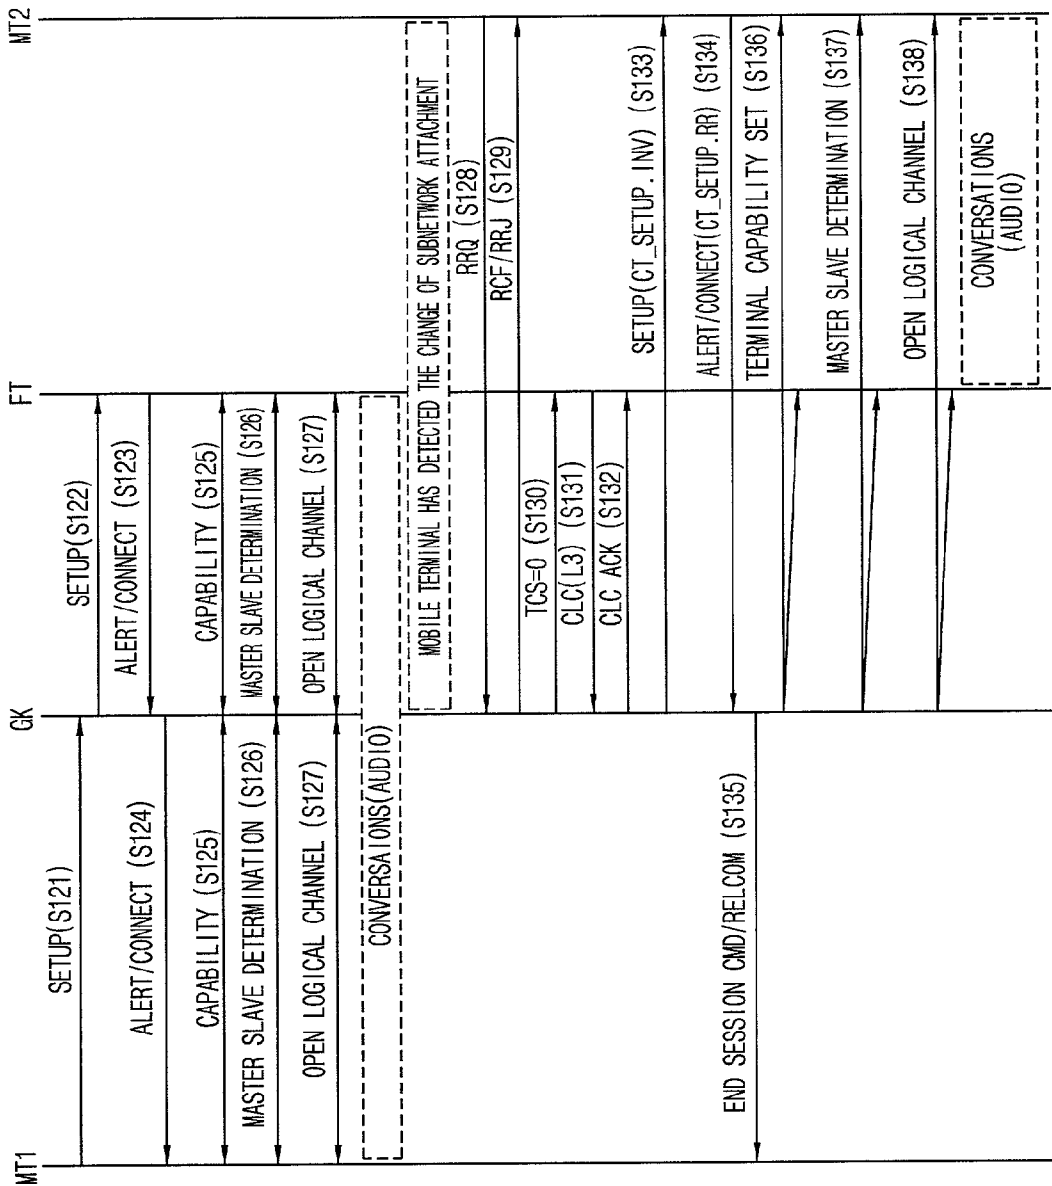 MT1
GK
FT
MT2
SETUP(S121)
SETUP(S122)
ALERT/CONNECT (S123)
ALERT/CONNECT (S124)
CAPABILITY (S125)
CAPABILITY (S125)
MASTER SLAVE DETERMINATION (S126)
MASTER SLAVE DETERMINATION (S126)
OPEN LOGICAL CHANNEL (S127)
OPEN LOGICAL CHANNEL (S127)
CONVERSAIONS(AUDIO)
MOBILE TERMINAL HAS DETECTED THE CHANGE OF SUBNETWORK ATTACHMENT
RRQ (S128)
RCF/RRJ (S129)
TCS=0 (S130)
CLC(L3) (S131)
CLC ACK (S132)
SETUP(CT_SETUP.INV) (S133)
ALERT/CONNECT(CT_SETUP.RR) (S134)
END SESSION CMD/RELCOM (S135)
TERMINAL CAPABILITY SET (S136)
MASTER SLAVE DETERMINATION (S137)
OPEN LOGICAL CHANNEL (S138)
CONVERSATIONS
(AUDIO)